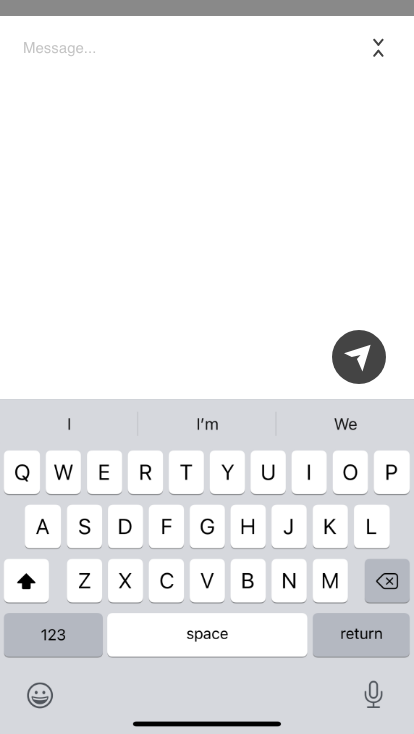 Message...
I I'm We
Q W E R T Y U I O P
A S D F G H J K L
Z X C V B N M
123 space return